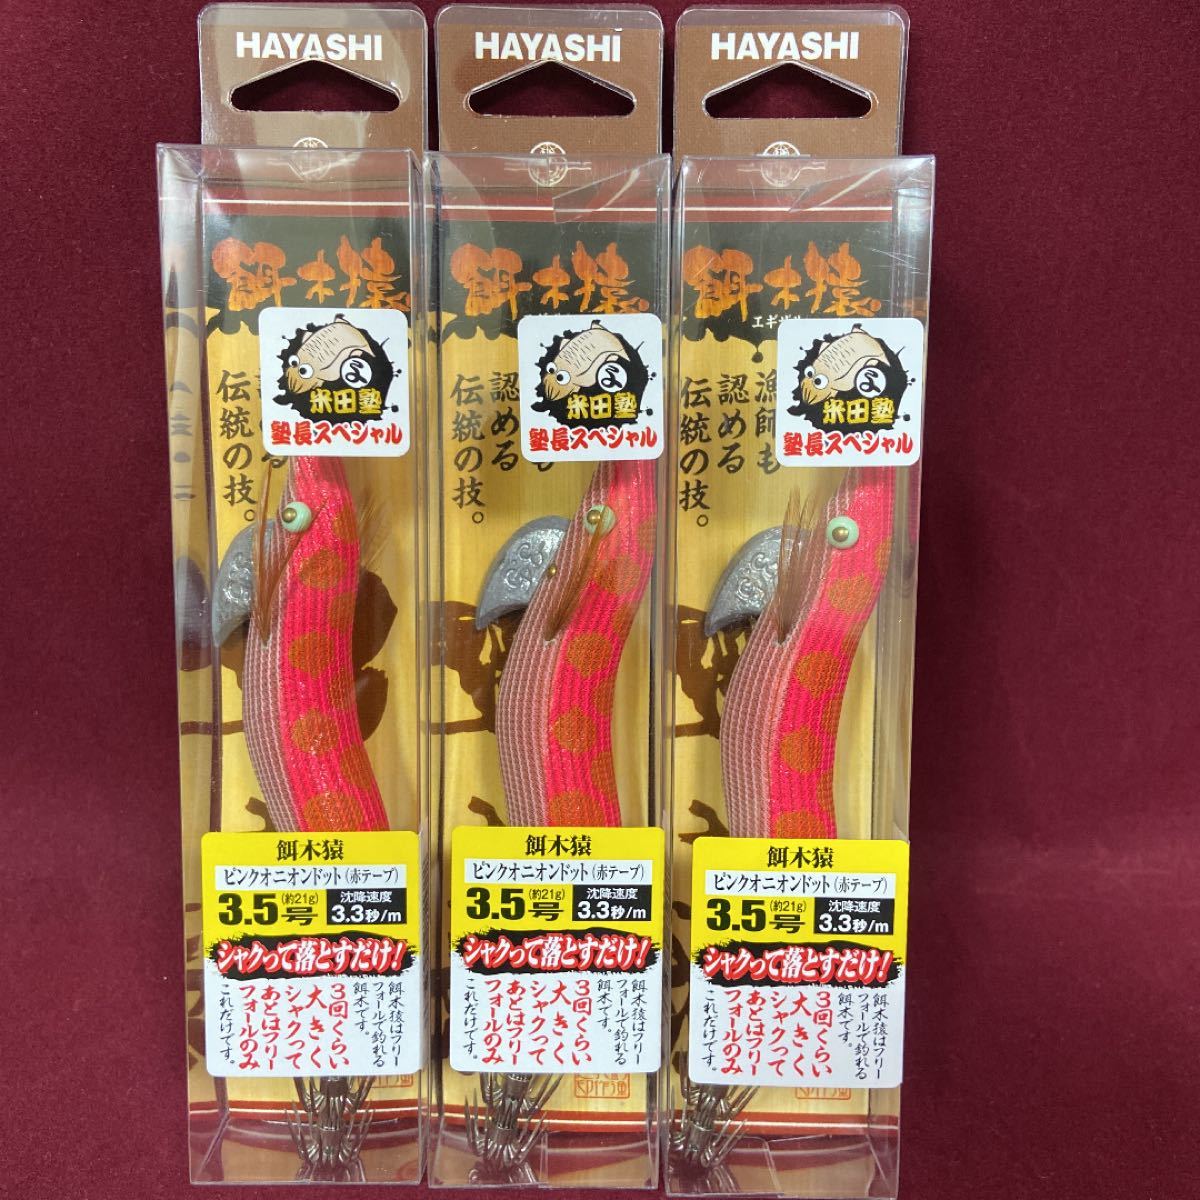 HAYASHI
餌木猿
米田塾
塾長スペシャル
伝統の技。
餌木猿
ピンクオニオンドット(赤テープ)
3.5号 (約21g) 沈降速度 3.3秒/m
シャクって落とすだけ!
餌木猿はフリー
フォールで釣れる
餌木です。
3回くらい
大きく
シャクって
あとはフリー
フォールのみ
これだけです。
HAYASHI
餌木猿
米田塾
塾長スペシャル
認める
伝統の技。
餌木猿
ピンクオニオンドット(赤テープ)
3.5号 (約21g) 沈降速度 3.3秒/m
シャクって落とすだけ!
餌木猿はフリー
フォールで釣れる
餌木です。
3回くらい
大きく
シャクって
あとはフリー
フォールのみ
これだけです。
HAYASHI
餌木猿
エギザル
米田塾
塾長スペシャル
漁師も
認める
伝統の技。
餌木猿
ピンクオニオンドット(赤テープ)
3.5号 (約21g) 沈降速度 3.3秒/m
シャクって落とすだけ!
餌木猿はフリー
フォールで釣れる
餌木です。
3回くらい
大きく
シャクって
あとはフリー
フォールのみ
これだけです。